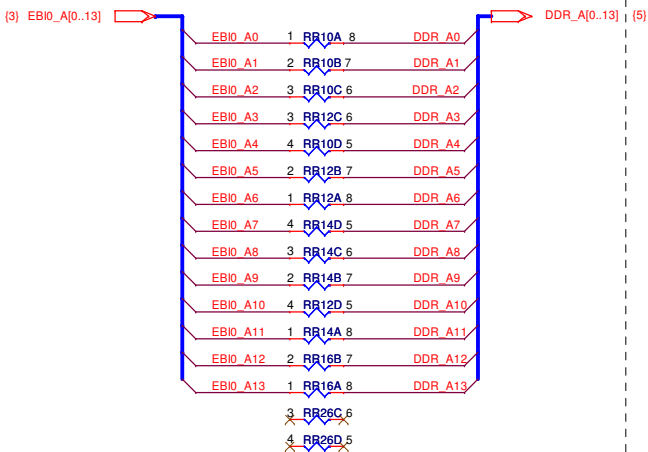 {3} EBI0_A[0..13] DDR_A[0..13] {5}
EBI0_A0 1 RR10A 8 DDR_A0
EBI0_A1 2 RR10B 7 DDR_A1
EBI0_A2 3 RR10C 6 DDR_A2
EBI0_A3 3 RR12C 6 DDR_A3
EBI0_A4 4 RR10D 5 DDR_A4
EBI0_A5 2 RR12B 7 DDR_A5
EBI0_A6 1 RR12A 8 DDR_A6
EBI0_A7 4 RR14D 5 DDR_A7
EBI0_A8 3 RR14C 6 DDR_A8
EBI0_A9 2 RR14B 7 DDR_A9
EBI0_A10 4 RR12D 5 DDR_A10
EBI0_A11 1 RR14A 8 DDR_A11
EBI0_A12 2 RR16B 7 DDR_A12
EBI0_A13 1 RR16A 8 DDR_A13
3 RR26C 6
4 RR26D 5